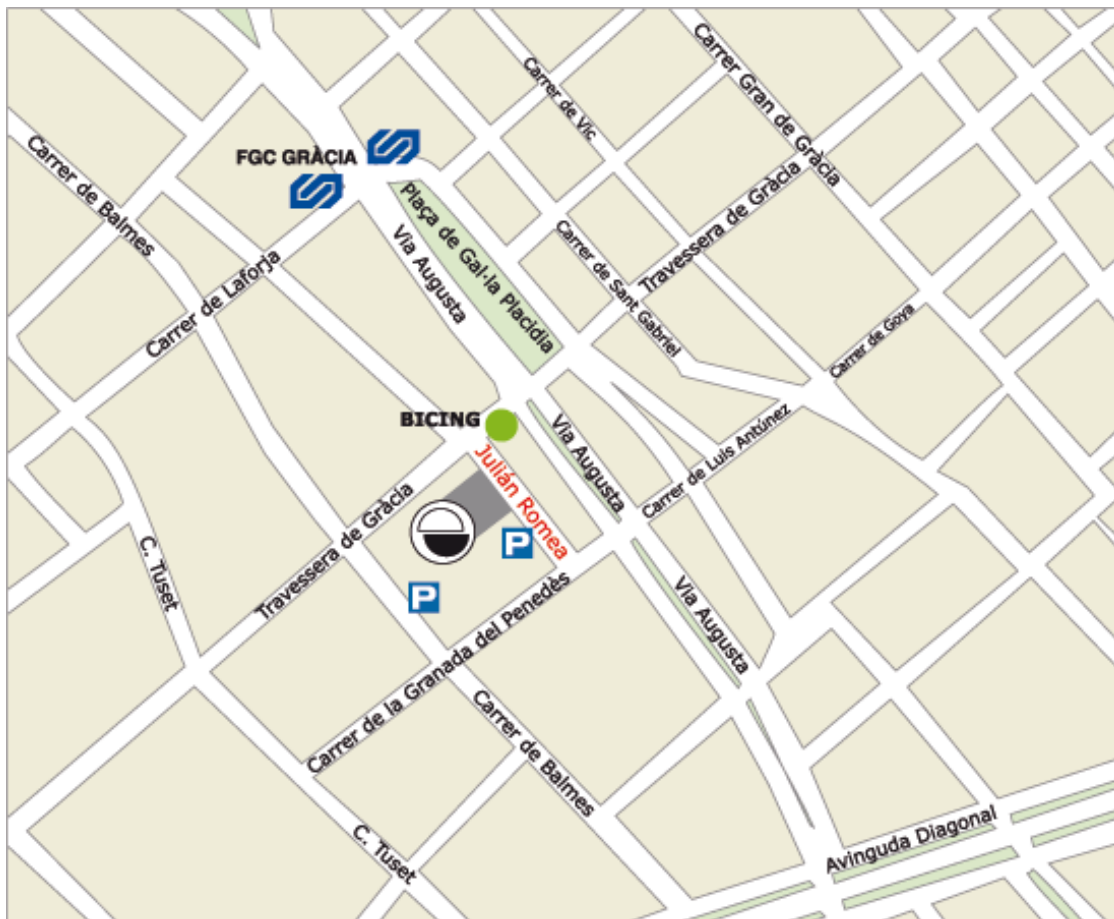 Carrer Gran de Gràcia
Carrer de Vic
Carrer de Balmes
FGC GRÀCIA
Travessera de Gràcia
Plaça de Gal·la Placidia
Via Augusta
Carrer de Laforja
Carrer de Sant Gabriel
Carrer de Goya
BICING
Via Augusta
Carrer de Luis Antúnez
Julián Romea
Travessera de Gràcia
P
C. Tuset
P
Carrer de la Granada del Penedès
Via Augusta
Carrer de Balmes
C. Tuset
Avinguda Diagonal